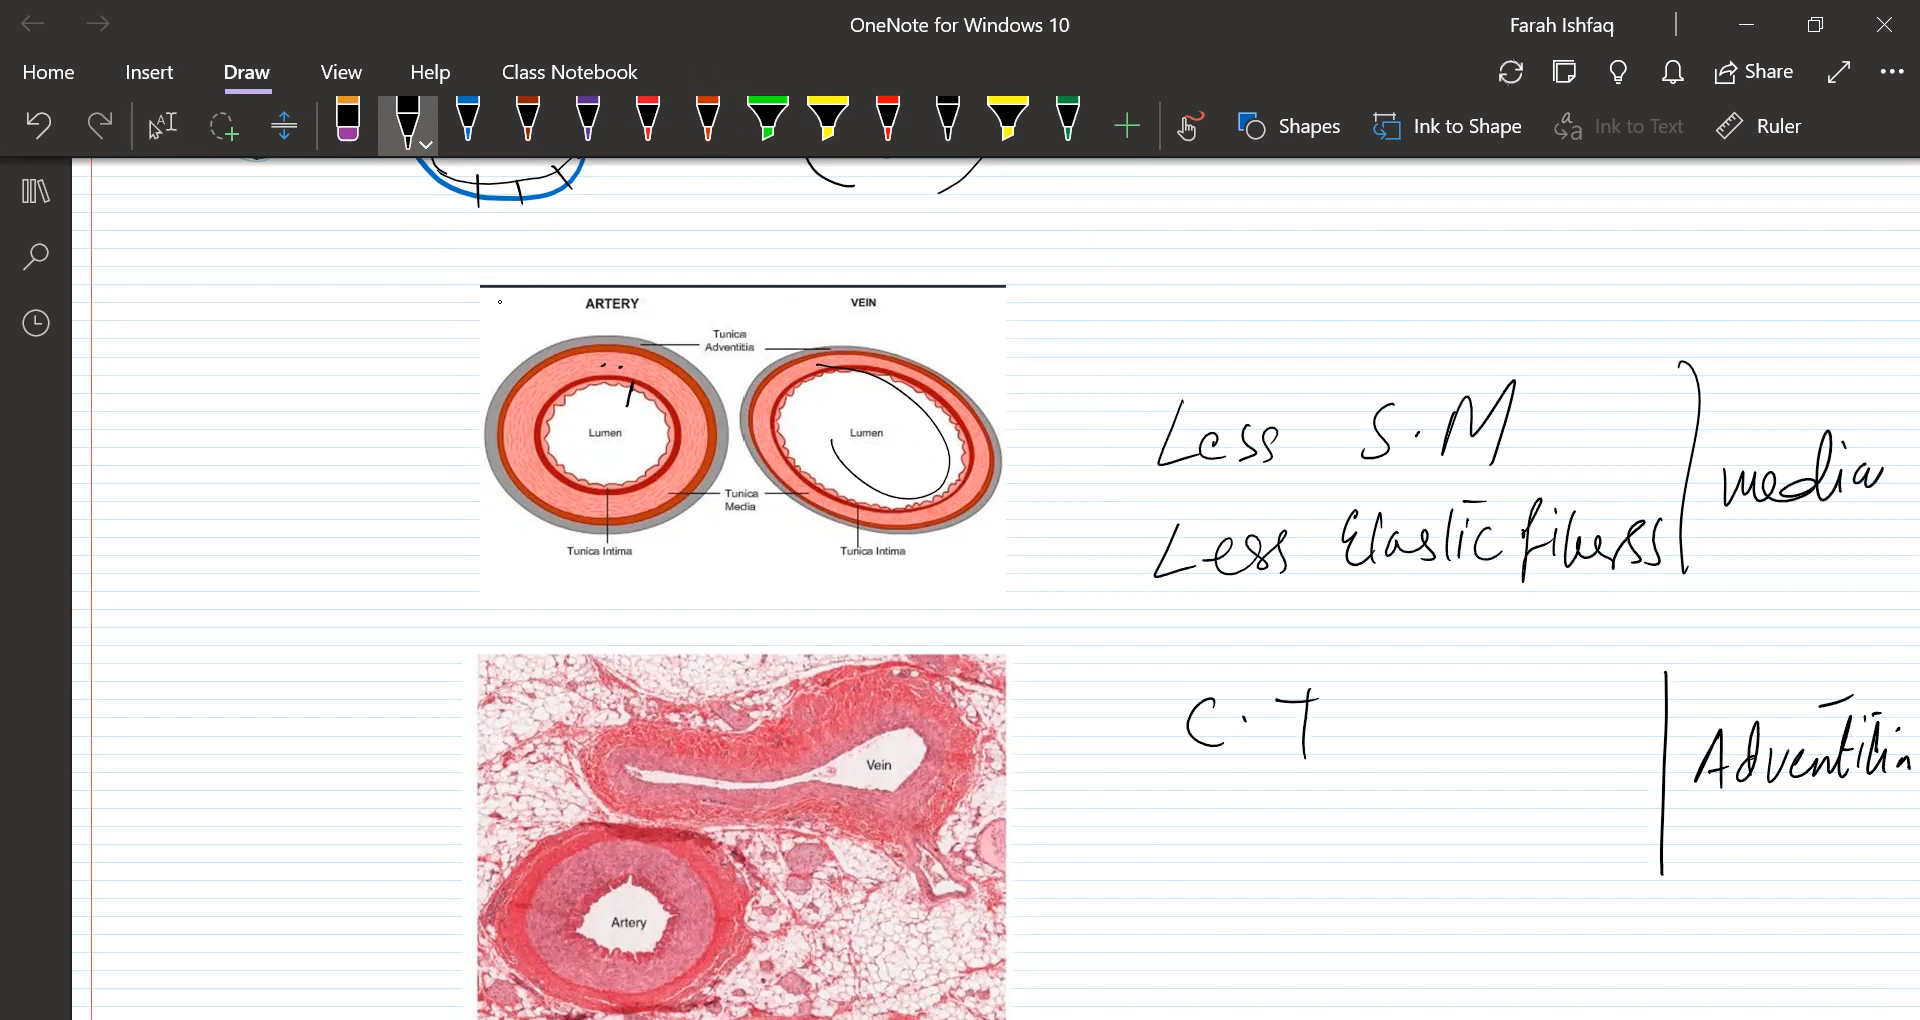 OneNote for Windows 10
Farah Ishfaq
Home Insert Draw View Help Class Notebook
Share
Shapes Ink to Shape Ink to Text Ruler
ARTERY VEIN
Tunica
Adventitia
Lumen Lumen
Tunica
Media
Tunica Intima Tunica Intima
Less S.M
Less Elastic fibers
media
Vein
Artery
C.T
Adventitia